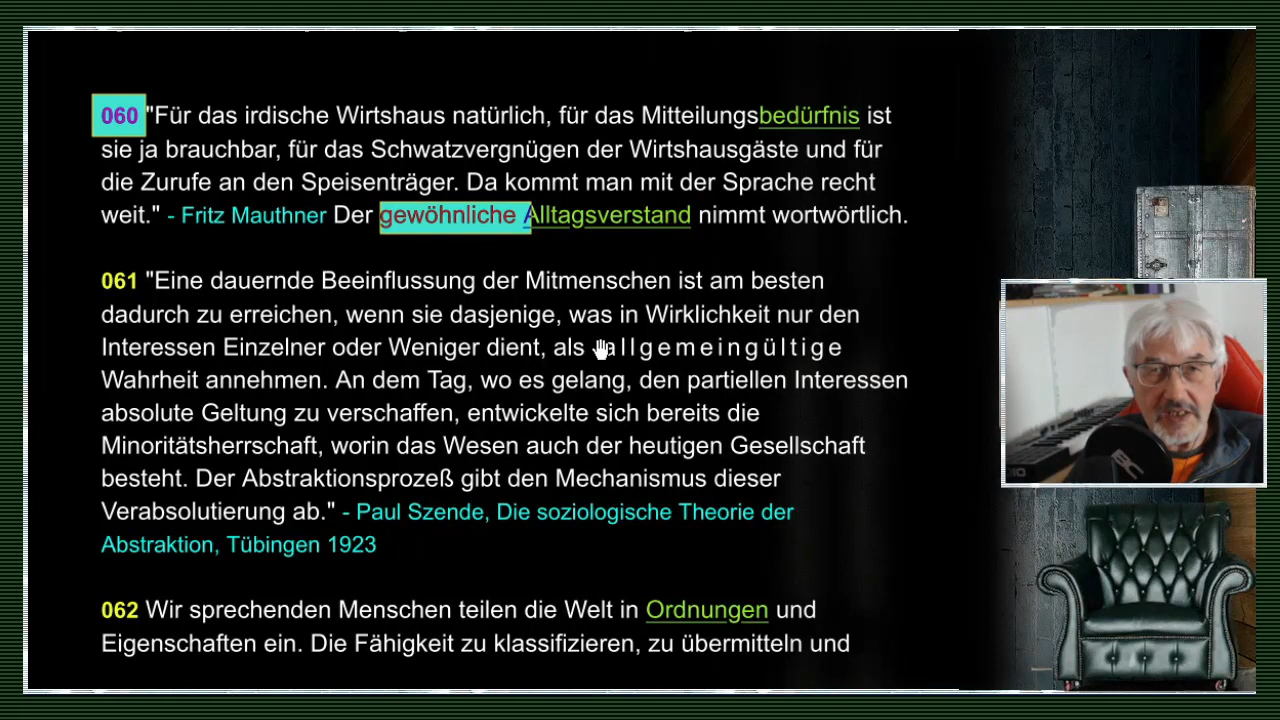 060 "Für das irdische Wirtshaus natürlich, für das Mitteilungsbedürfnis ist
sie ja brauchbar, für das Schwatzvergnügen der Wirtshausgäste und für
die Zurufe an den Speisenträger. Da kommt man mit der Sprache recht
weit." - Fritz Mauthner Der gewöhnliche Alltagsverstand nimmt wortwörtlich.
061 "Eine dauernde Beeinflussung der Mitmenschen ist am besten
dadurch zu erreichen, wenn sie dasjenige, was in Wirklichkeit nur den
Interessen Einzelner oder Weniger dient, als a l l g e m e i n g ü l t i g e
Wahrheit annehmen. An dem Tag, wo es gelang, den partiellen Interessen
absolute Geltung zu verschaffen, entwickelte sich bereits die
Minoritätsherrschaft, worin das Wesen auch der heutigen Gesellschaft
besteht. Der Abstraktionsprozeß gibt den Mechanismus dieser
Verabsolutierung ab." - Paul Szende, Die soziologische Theorie der
Abstraktion, Tübingen 1923
062 Wir sprechenden Menschen teilen die Welt in Ordnungen und
Eigenschaften ein. Die Fähigkeit zu klassifizieren, zu übermitteln und